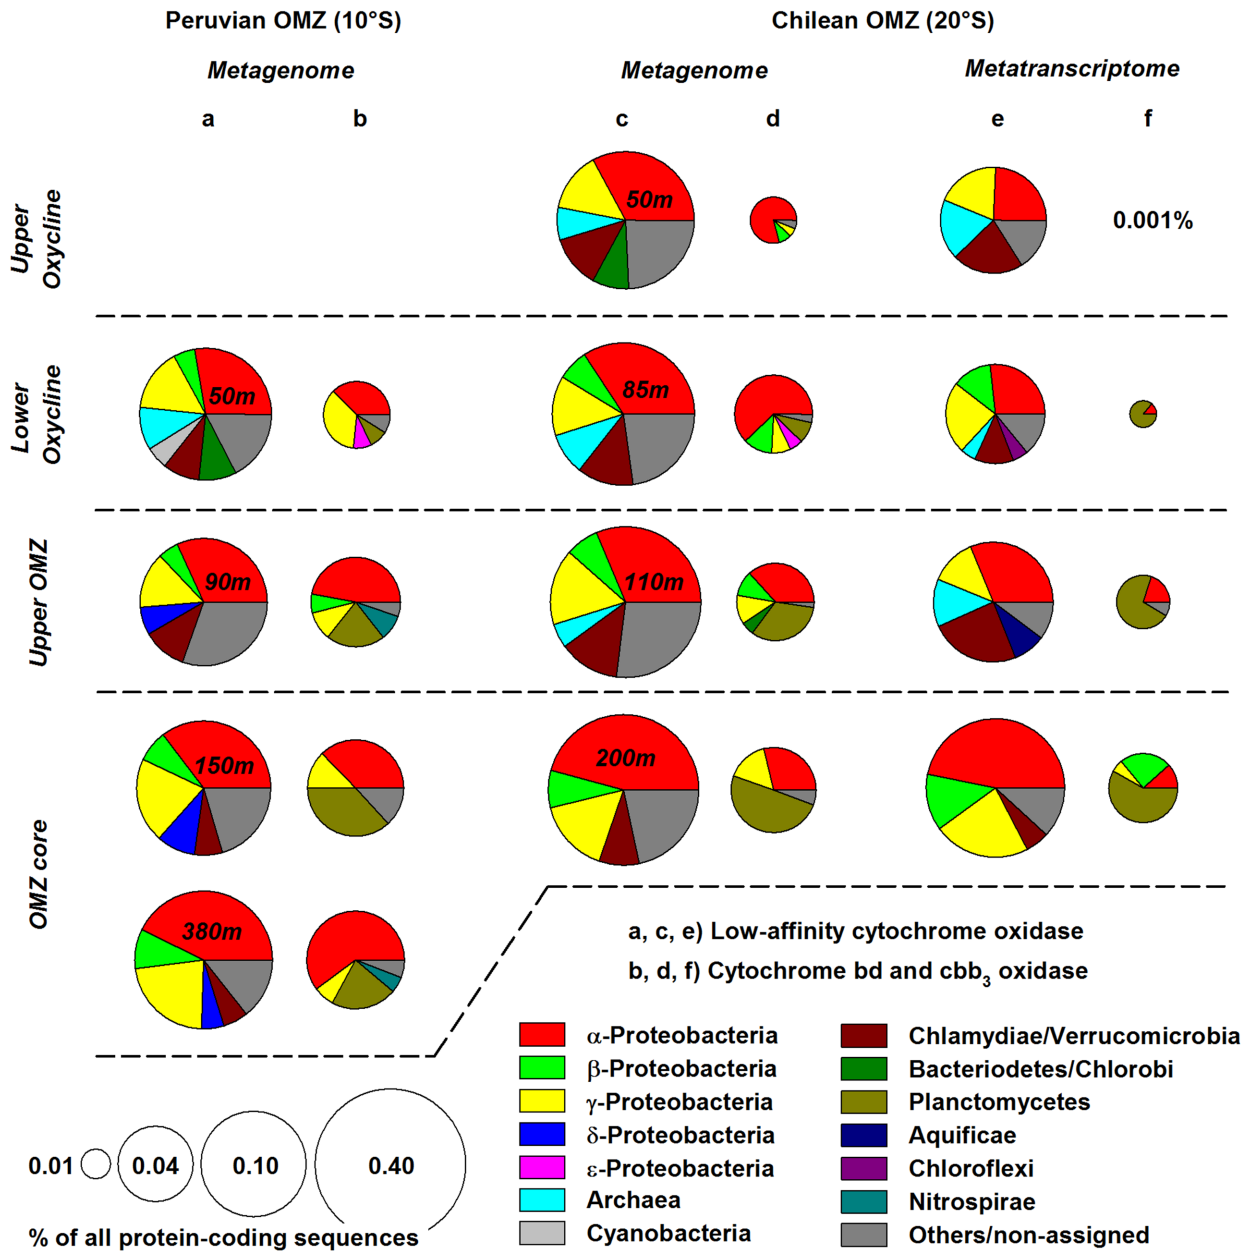 Peruvian OMZ (10°S)
Chilean OMZ (20°S)
Metagenome
Metagenome
Metatranscriptome
a
b
c
d
e
f
Upper
Oxycline
50m
0.001%
Lower
Oxycline
50m
85m
Upper OMZ
90m
110m
OMZ core
150m
200m
380m
a, c, e) Low-affinity cytochrome oxidase
b, d, f) Cytochrome bd and cbb₃ oxidase
α-Proteobacteria
β-Proteobacteria
γ-Proteobacteria
δ-Proteobacteria
ε-Proteobacteria
Archaea
Cyanobacteria
Chlamydiae/Verrucomicrobia
Bacteriodetes/Chlorobi
Planctomycetes
Aquificae
Chloroflexi
Nitrospirae
Others/non-assigned
0.01
0.04
0.10
0.40
% of all protein-coding sequences